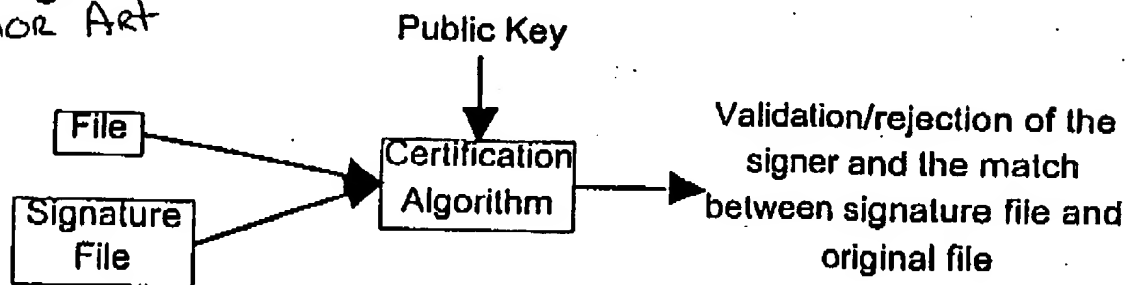 Art
Public Key
File
Signature
File
Certification
Algorithm
Validation/rejection of the
signer and the match
between signature file and
original file